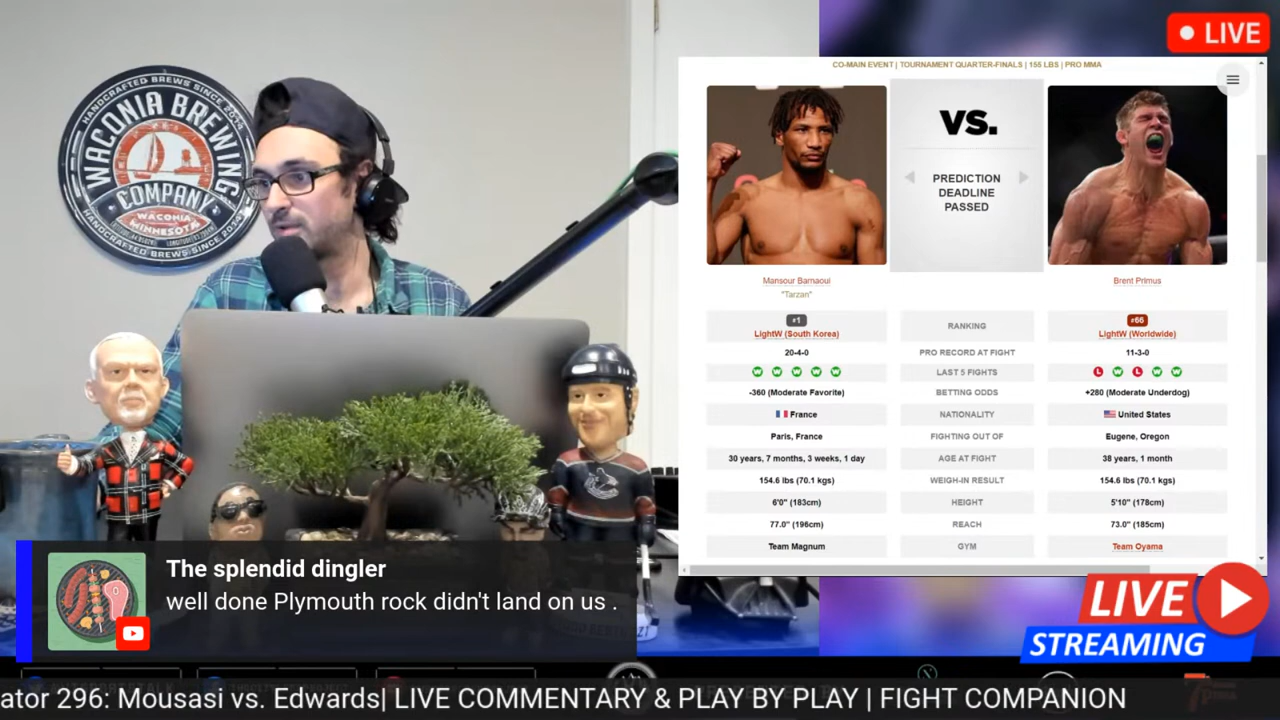 LIVE
CO-MAIN EVENT | TOURNAMENT QUARTER-FINALS | 155 LBS | PRO MMA
VS.
PREDICTION
DEADLINE
PASSED
Mansour Barnaoui
"Tarzan"
Brent Primus
#1
LightW (South Korea)
RANKING
#66
LightW (Worldwide)
20-4-0
PRO RECORD AT FIGHT
11-3-0
W W W W W
LAST 5 FIGHTS
L W L W W
-360 (Moderate Favorite)
BETTING ODDS
+280 (Moderate Underdog)
France
NATIONALITY
United States
Paris, France
FIGHTING OUT OF
Eugene, Oregon
30 years, 7 months, 3 weeks, 1 day
AGE AT FIGHT
38 years, 1 month
154.6 lbs (70.1 kgs)
WEIGH-IN RESULT
154.6 lbs (70.1 kgs)
6'0" (183cm)
HEIGHT
5'10" (178cm)
77.0" (196cm)
REACH
73.0" (185cm)
Team Magnum
GYM
Team Oyama
HANDCRAFTED BREWS SINCE 2014
WACONIA BREWING
COMPANY
WACONIA
MINNESOTA
HANDCRAFTED BREWS SINCE 2014
The splendid dingler
well done Plymouth rock didn't land on us .
LIVE
STREAMING
ator 296: Mousasi vs. Edwards| LIVE COMMENTARY & PLAY BY PLAY | FIGHT COMPANION